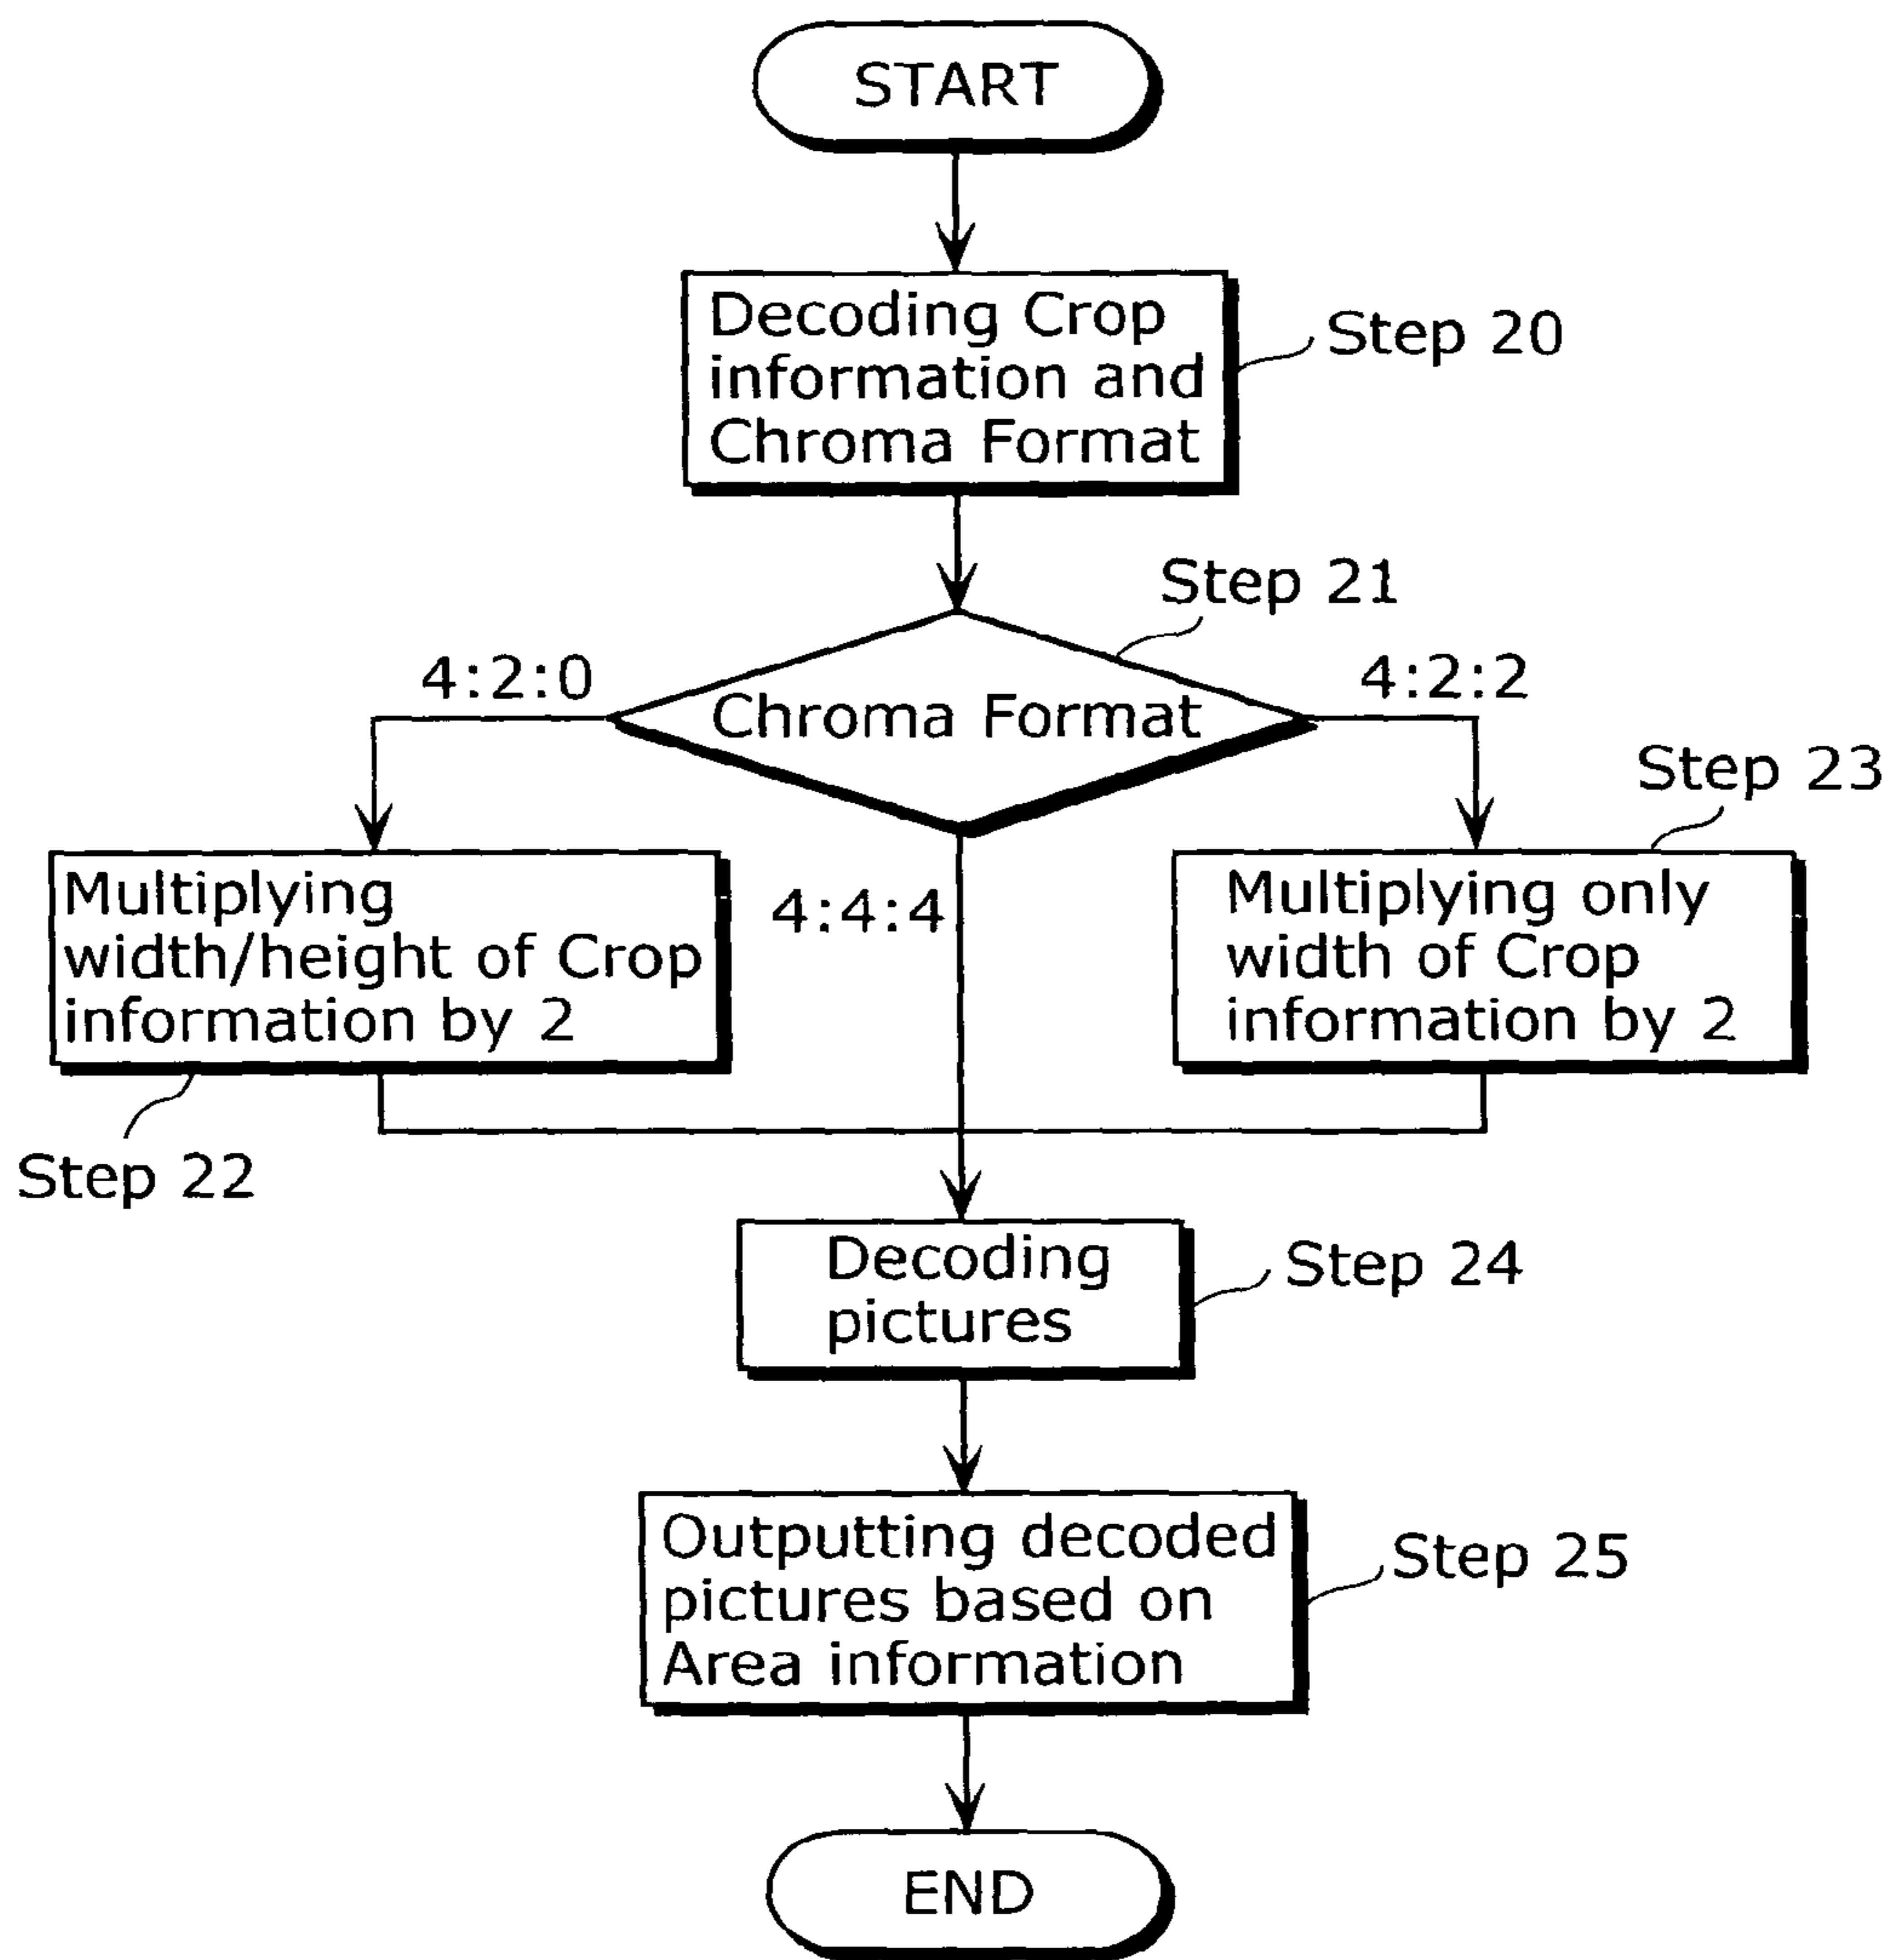 START
Decoding Crop
information and
Chroma Format
Step 20
Step 21
4:2:0
Chroma Format
4:2:2
Step 23
Multiplying
width/height of Crop
information by 2
4:4:4
Multiplying only
width of Crop
information by 2
Step 22
Decoding
pictures
Step 24
Outputting decoded
pictures based on
Area information
Step 25
END